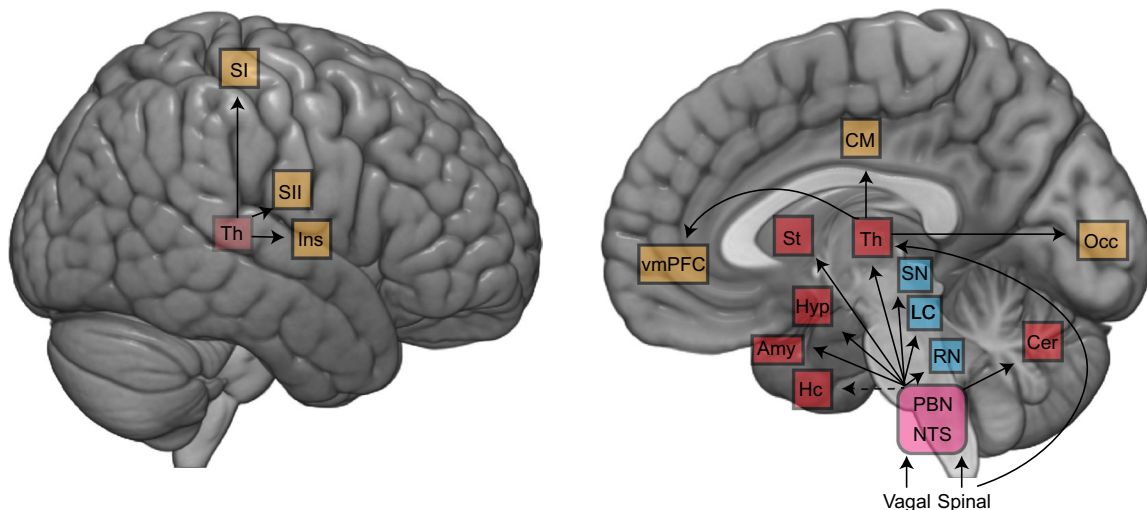 SI
SII
Th
Ins
CM
St
Th
Occ
vmPFC
SN
Hyp
LC
Amy
RN
Cer
Hc
PBN
NTS
Vagal Spinal